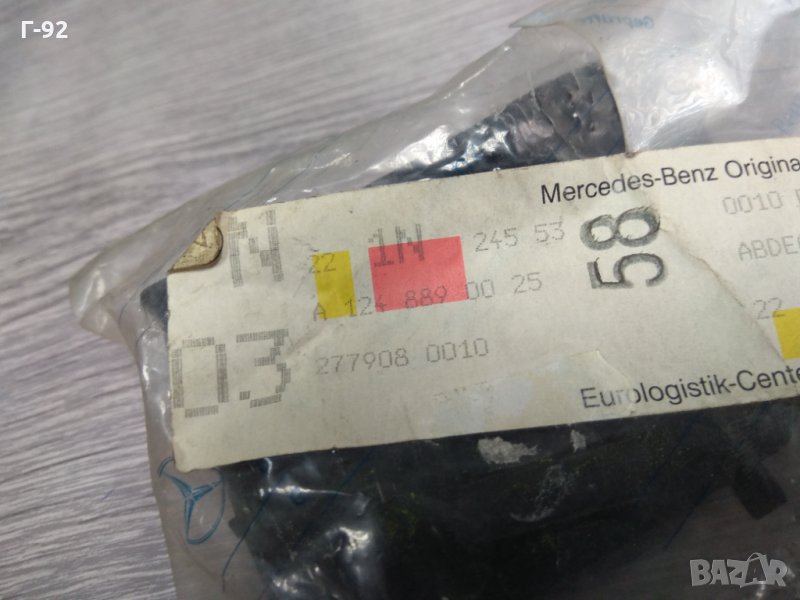 Г-92
Mercedes-Benz Origina
N
22 1N 245 53
58
0010
ABDE
A 124 889 00 25
22
03
277908 0010
Eurologistik-Cente
BAZAR